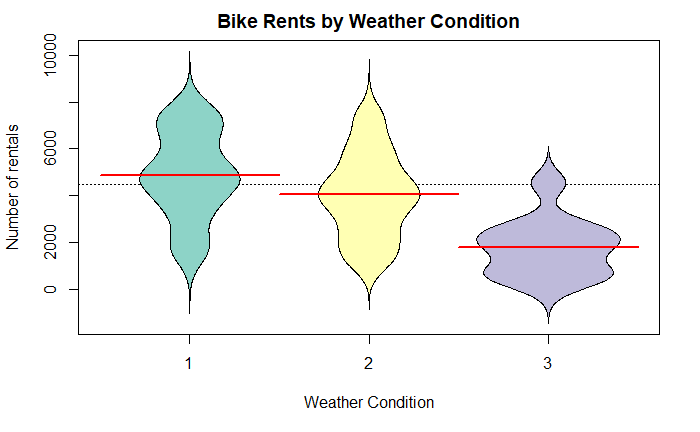 Bike Rents by Weather Condition
10000
6000
2000
0
Number of rentals
1 2 3
Weather Condition